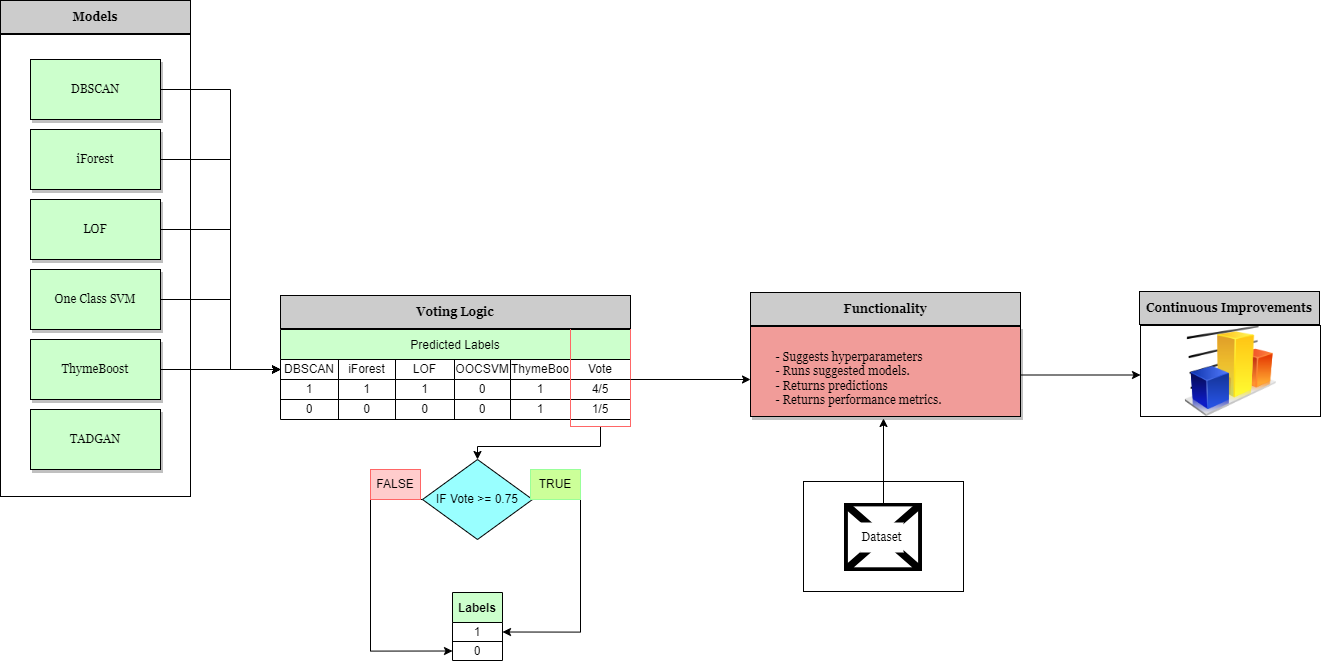 Models
DBSCAN
iForest
LOF
One Class SVM
ThymeBoost
TADGAN
Voting Logic
Predicted Labels
DBSCAN iForest LOF OOCSVM ThymeBoo Vote
1 1 1 0 1 4/5
0 0 0 0 1 1/5
FALSE
IF Vote >= 0.75
TRUE
Labels
1
0
Functionality
- Suggests hyperparameters
- Runs suggested models.
- Returns predictions
- Returns performance metrics.
Dataset
Continuous Improvements